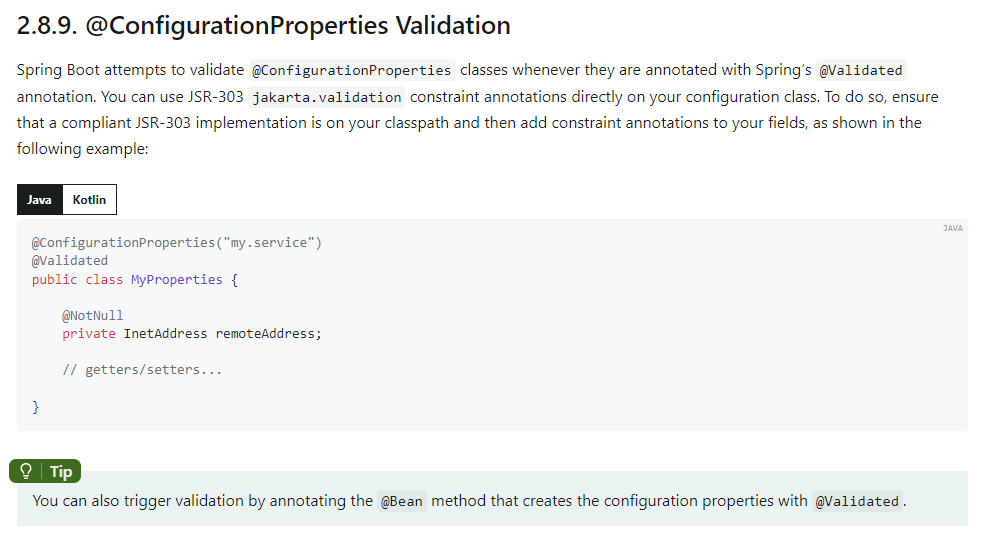 2.8.9. @ConfigurationProperties Validation
Spring Boot attempts to validate @ConfigurationProperties classes whenever they are annotated with Spring’s @Validated
annotation. You can use JSR-303 jakarta.validation constraint annotations directly on your configuration class. To do so, ensure
that a compliant JSR-303 implementation is on your classpath and then add constraint annotations to your fields, as shown in the
following example:
Java Kotlin
JAVA
@ConfigurationProperties("my.service")
@Validated
public class MyProperties {
    @NotNull
    private InetAddress remoteAddress;
    // getters/setters...
}
Tip
You can also trigger validation by annotating the @Bean method that creates the configuration properties with @Validated.